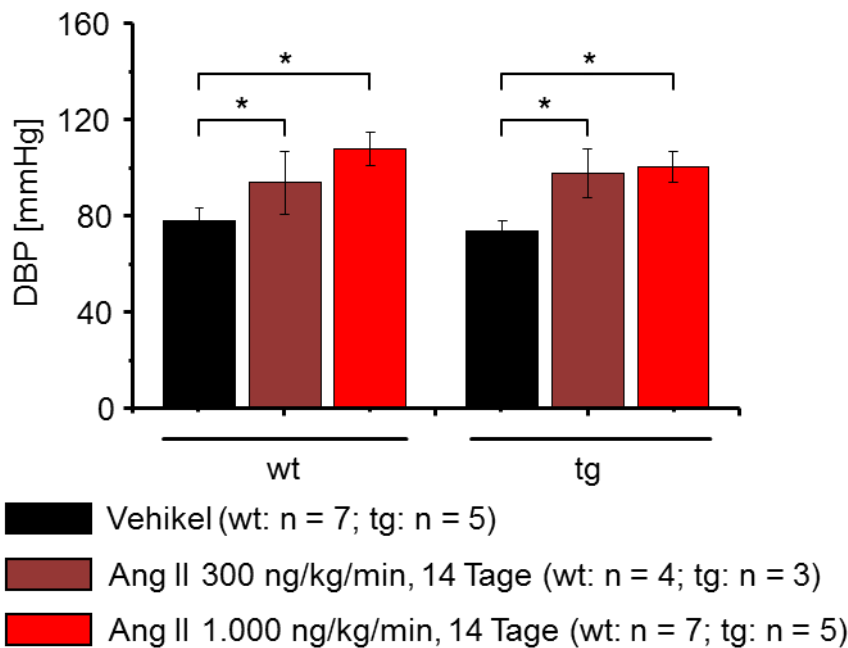 160
120
80
40
0
DBP [mmHg]
*
*
*
*
wt
tg
Vehikel (wt: n = 7; tg: n = 5)
Ang II 300 ng/kg/min, 14 Tage (wt: n = 4; tg: n = 3)
Ang II 1.000 ng/kg/min, 14 Tage (wt: n = 7; tg: n = 5)